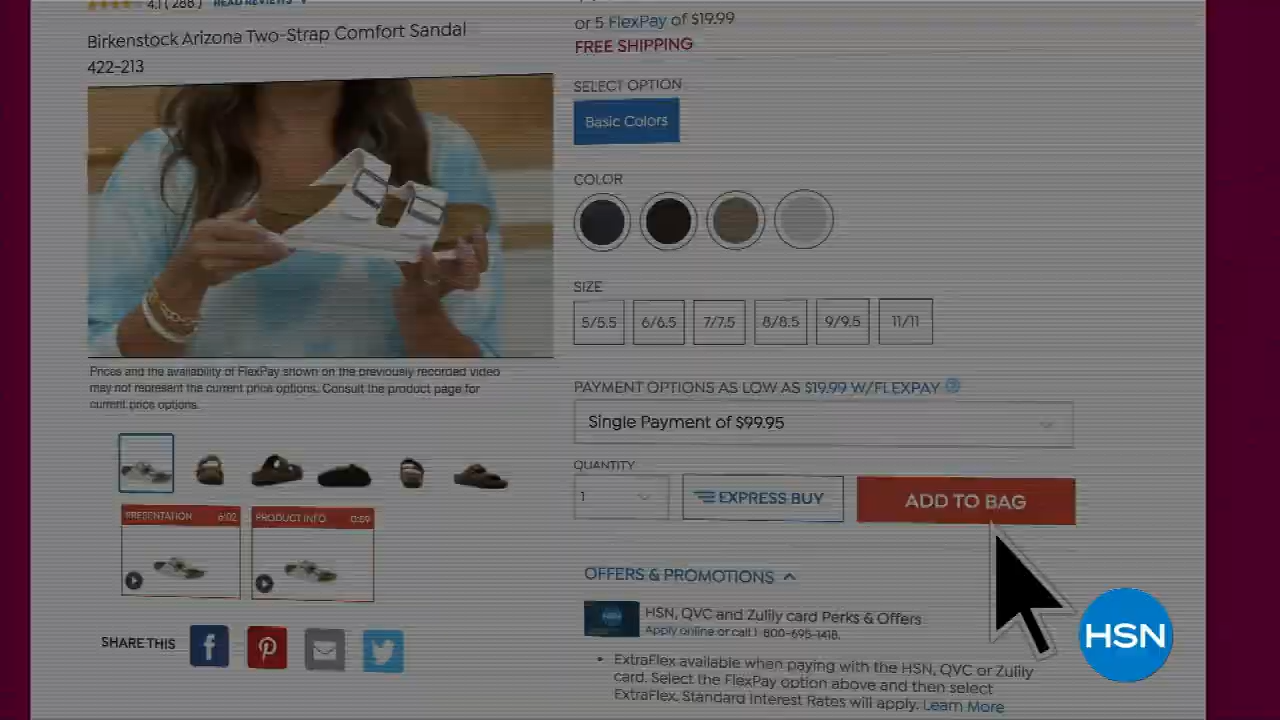 4.1 (288) READ REVIEWS
Birkenstock Arizona Two-Strap Comfort Sandal
422-213
Prices and the availability of FlexPay shown on the previously recorded video
may not represent the current price options. Consult the product page for
current price options.
PRESENTATION 6:02
PRODUCT INFO 0:59
SHARE THIS
or 5 FlexPay of $19.99
FREE SHIPPING
SELECT OPTION
Basic Colors
COLOR
SIZE
5/5.5 6/6.5 7/7.5 8/8.5 9/9.5 11/11
PAYMENT OPTIONS AS LOW AS $19.99 W/FLEXPAY ?
Single Payment of $99.95
QUANTITY
1
EXPRESS BUY
ADD TO BAG
OFFERS & PROMOTIONS
HSN, QVC and Zulily card Perks & Offers
Apply online or call 1-800-695-1418.
• ExtraFlex available when paying with the HSN, QVC or Zulily
card. Select the FlexPay option above and then select
ExtraFlex. Standard Interest Rates will apply. Learn More
HSN